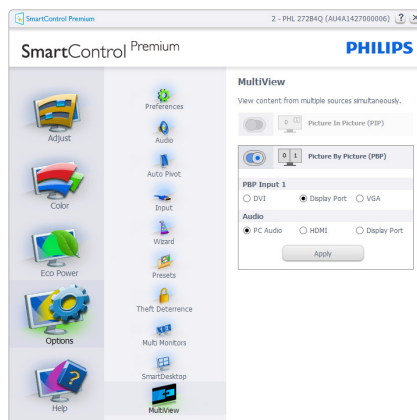 SmartControl Premium
2 - PHL 272B4Q (AU4A1427000006) ? X
SmartControl Premium
PHILIPS
Adjust
Color
Eco Power
Options
Help
Preferences
Audio
Auto Pivot
Input
Wizard
Presets
Theft Deterrence
Multi Monitors
SmartDesktop
MultiView
MultiView
View content from multiple sources simultaneously.
0 Picture In Picture (PIP)
0 1 Picture By Picture (PBP)
PBP Input 1
DVI Display Port VGA
Audio
PC Audio HDMI Display Port
Apply